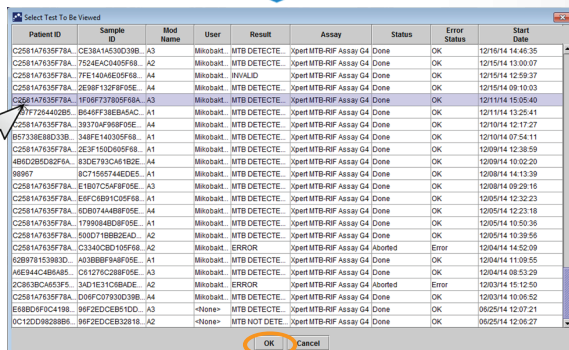 Select Test To Be Viewed
Patient ID Sample ID Mod Name User Result Assay Status Error Status Start Date
C2581A7635F78A... CE38A1A530D39B... A3 Mikobakt... MTB DETECTE... Xpert MTB-RIF Assay G4 Done OK 12/16/14 14:46:35
C2581A7635F78A... 7524EAC0405F68... A2 Mikobakt... MTB DETECTE... Xpert MTB-RIF Assay G4 Done OK 12/15/14 13:00:07
C2581A7635F78A... 7FE140A6E05F68... A4 Mikobakt... INVALID Xpert MTB-RIF Assay G4 Done OK 12/15/14 12:59:37
C2581A7635F78A... 2E98F132F8F05E... A4 Mikobakt... MTB DETECTE... Xpert MTB-RIF Assay G4 Done OK 12/15/14 09:10:03
C2581A7635F78A... 1F06F737805F68A... A3 Mikobakt... MTB DETECTE... Xpert MTB-RIF Assay G4 Done OK 12/11/14 15:05:40
B646FF38EBA5AC... A1 Mikobakt... MTB DETECTE... Xpert MTB-RIF Assay G4 Done OK 12/11/14 13:25:41
39370AF968F05E... A4 Mikobakt... MTB DETECTE... Xpert MTB-RIF Assay G4 Done OK 12/10/14 12:17:27
B57338E88D33B... 348FE140305F68... A1 Mikobakt... MTB DETECTE... Xpert MTB-RIF Assay G4 Done OK 12/10/14 07:54:11
C2581A7635F78A... 2E3F150D605F68... A1 Mikobakt... MTB DETECTE... Xpert MTB-RIF Assay G4 Done OK 12/09/14 12:38:59
4B6D2B5D82F6A... 83DE793CA61B2E... A4 Mikobakt... MTB DETECTE... Xpert MTB-RIF Assay G4 Done OK 12/09/14 10:02:20
98967 8C71565744EDE5... A1 Mikobakt... MTB DETECTE... Xpert MTB-RIF Assay G4 Done OK 12/08/14 14:13:39
C2581A7635F78A... E1B07C5AF8F05E... A3 Mikobakt... MTB DETECTE... Xpert MTB-RIF Assay G4 Done OK 12/08/14 09:29:16
C2581A7635F78A... E6FC6B91C05F68... A1 Mikobakt... MTB DETECTE... Xpert MTB-RIF Assay G4 Done OK 12/05/14 12:32:23
C2581A7635F78A... 6DB074A4B8F05E... A4 Mikobakt... MTB DETECTE... Xpert MTB-RIF Assay G4 Done OK 12/05/14 12:23:18
C2581A7635F78A... 1799084BD8F05E... A1 Mikobakt... MTB DETECTE... Xpert MTB-RIF Assay G4 Done OK 12/05/14 10:50:36
C2581A7635F78A... 500D71BBB2EAD... A2 Mikobakt... MTB DETECTE... Xpert MTB-RIF Assay G4 Done OK 12/05/14 10:39:56
C2581A7635F78A... C3340CBD105F68... A2 Mikobakt... ERROR Xpert MTB-RIF Assay G4 Aborted Error 12/04/14 14:52:09
62B978153983D... A03BBBF9A8F05E... A1 Mikobakt... MTB DETECTE... Xpert MTB-RIF Assay G4 Done OK 12/04/14 11:09:55
A6E944C4B6A85... C61276C288F05E... A3 Mikobakt... MTB DETECTE... Xpert MTB-RIF Assay G4 Done OK 12/04/14 08:53:29
2C863BCA653F5... 3AD1E31C6BADE... A2 Mikobakt... ERROR Xpert MTB-RIF Assay G4 Aborted Error 12/03/14 15:12:50
C2581A7635F78A... D06FC07930D39B... A4 Mikobakt... MTB DETECTE... Xpert MTB-RIF Assay G4 Done OK 12/03/14 10:06:52
E68BD6F0C4198... 96F2EDCEB51DD... A3 <None> MTB DETECTE... Xpert MTB-RIF Assay G4 Done OK 06/25/14 12:07:21
0C12DD98288B6... 96F2EDCEB32818... A2 <None> MTB NOT DETE... Xpert MTB-RIF Assay G4 Done OK 06/25/14 12:06:27
OK Cancel